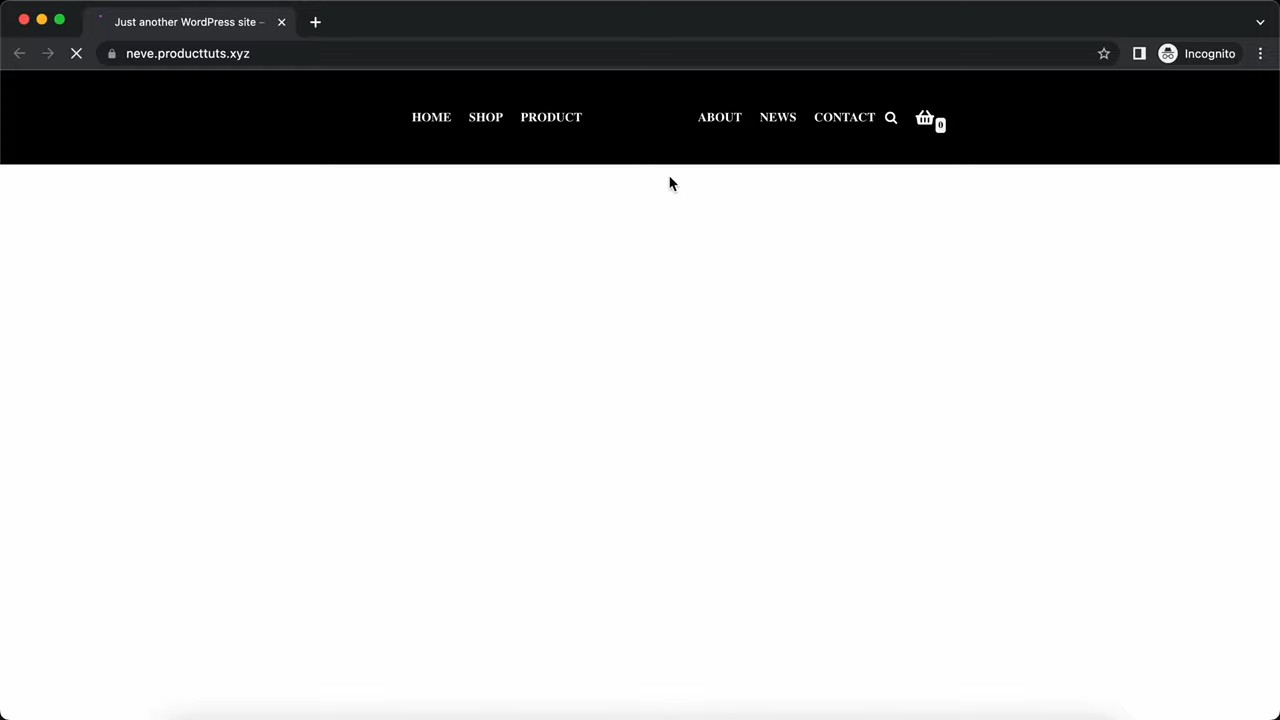 Just another WordPress site –
neve.producttuts.xyz
Incognito
HOME SHOP PRODUCT ABOUT NEWS CONTACT 0